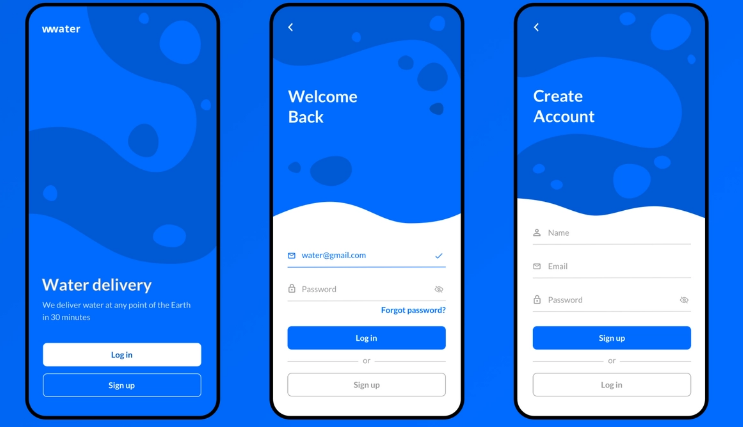 wwater
Water delivery
We deliver water at any point of the Earth
in 30 minutes
Log in
Sign up
Welcome
Back
water@gmail.com
Password
Forgot password?
Log in
or
Sign up
Create
Account
Name
Email
Password
Sign up
or
Log in